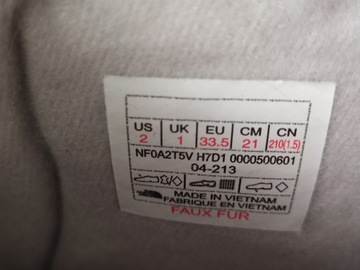 US UK EU CM CN
2 1 33.5 21 210(1.5)
NF0A2T5V H7D1 0000500601
04-213
MADE IN VIETNAM
FABRIQUE EN VIETNAM
FAUX FUR